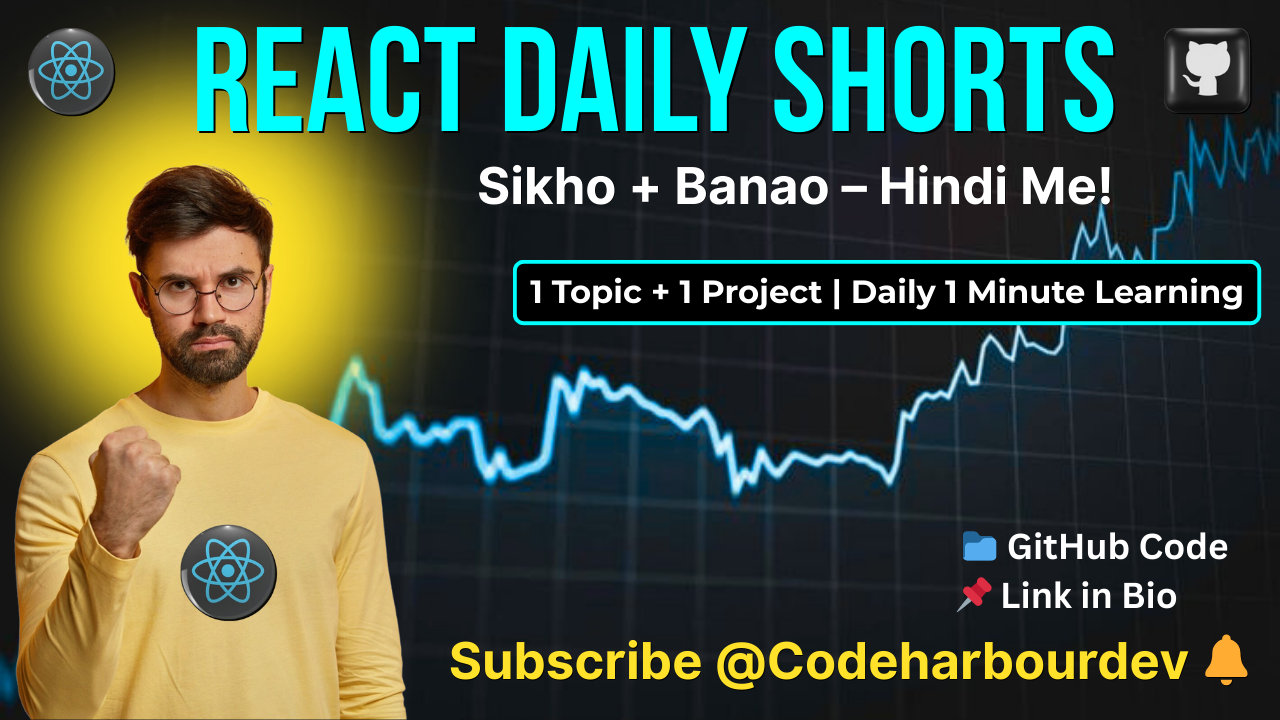 REACT DAILY SHORTS
Sikho + Banao – Hindi Me!
1 Topic + 1 Project | Daily 1 Minute Learning
GitHub Code
Link in Bio
Subscribe @Codeharbourdev